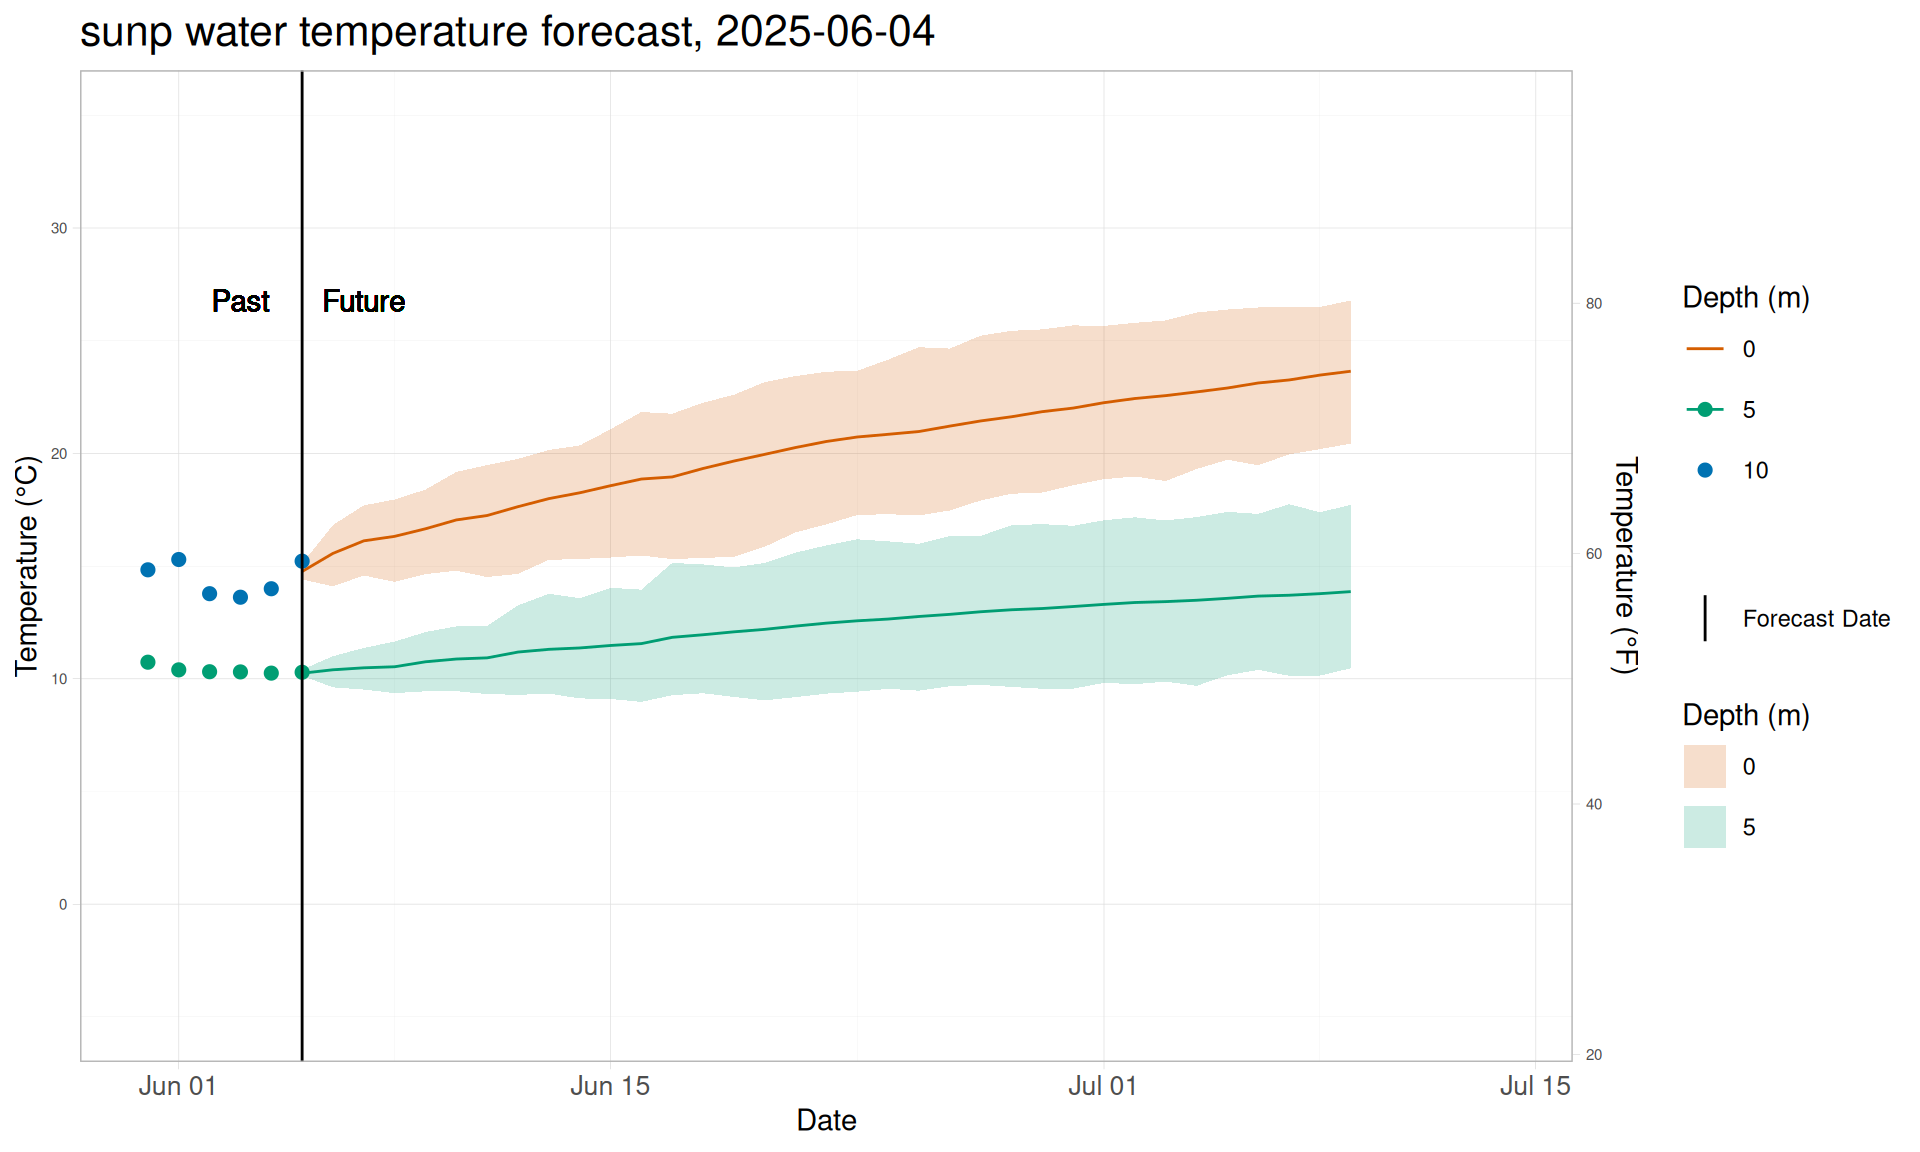 sunp water temperature forecast, 2025-06-04
Temperature (°C)
30
20
10
0
Past
Future
Jun 01
Jun 15
Jul 01
Jul 15
Date
80
60
40
20
Temperature (°F)
Depth (m)
0
5
10
Forecast Date
Depth (m)
0
5